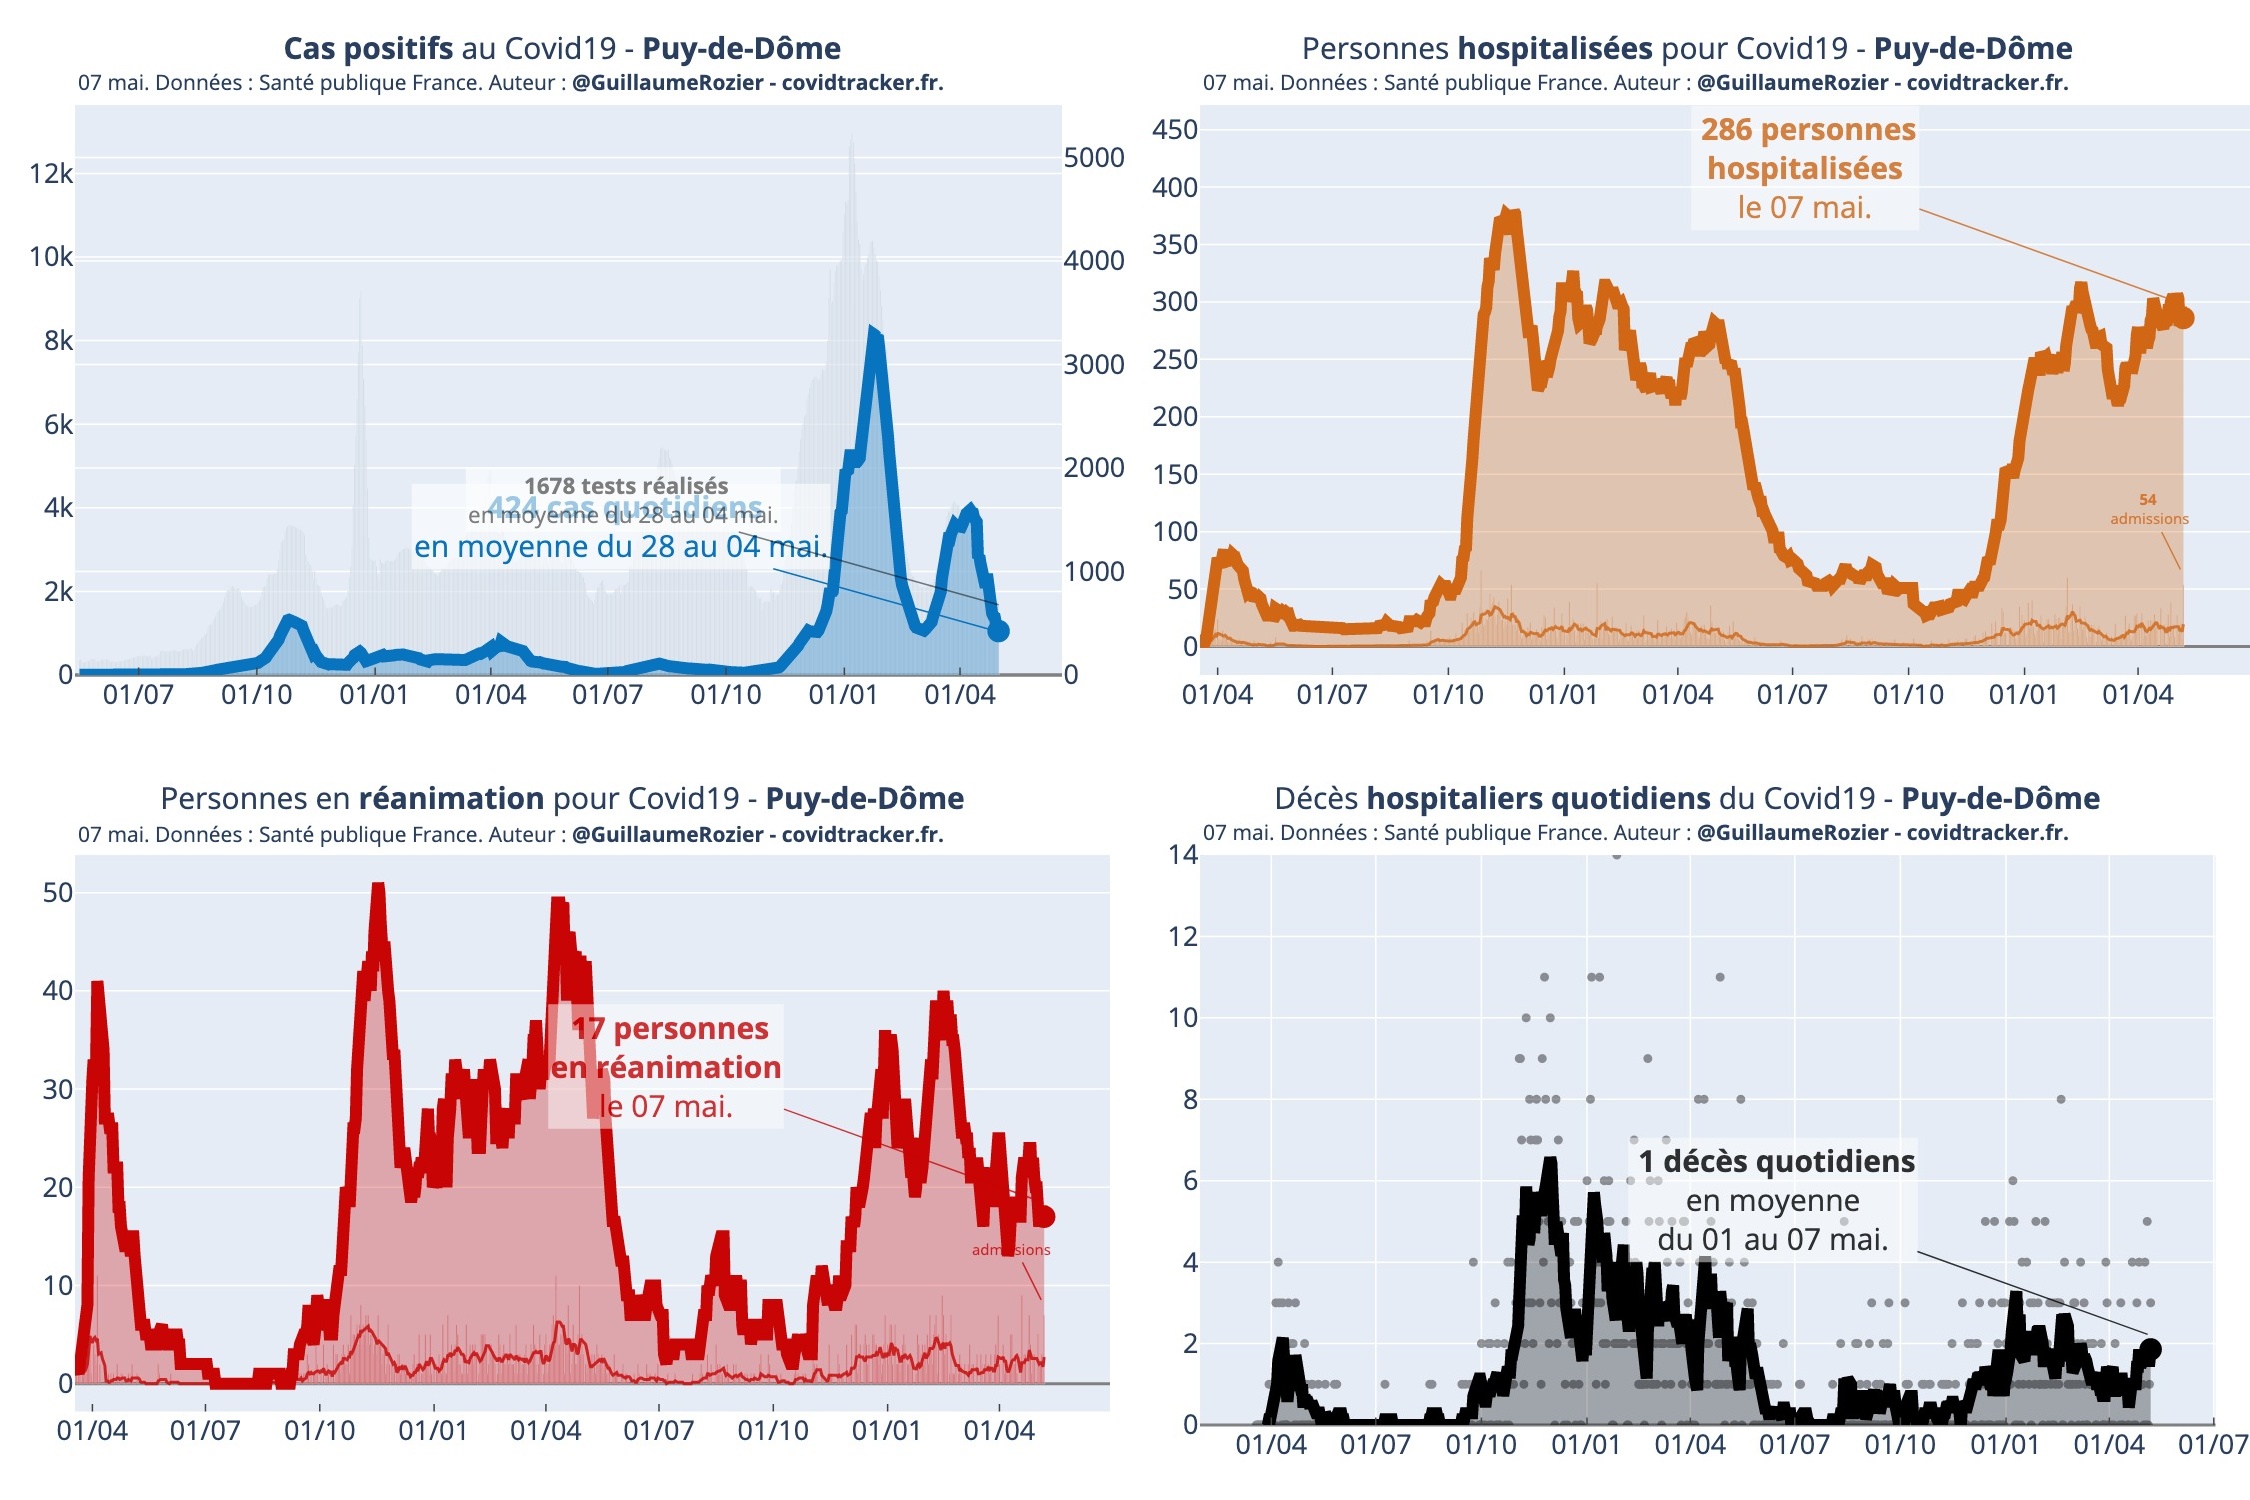 Cas positifs au Covid19 - Puy-de-Dôme
07 mai. Données : Santé publique France. Auteur : @GuillaumeRozier - covidtracker.fr.
12k
10k
8k
6k
4k
2k
0
5000
4000
3000
2000
1000
0
1678 tests réalisés
en moyenne du 28 au 04 mai.
424 cas quotidiens
en moyenne du 28 au 04 mai.
01/07 01/10 01/01 01/04 01/07 01/10 01/01 01/04
Personnes hospitalisées pour Covid19 - Puy-de-Dôme
07 mai. Données : Santé publique France. Auteur : @GuillaumeRozier - covidtracker.fr.
450
400
350
300
250
200
150
100
50
0
286 personnes
hospitalisées
le 07 mai.
54
admissions
01/04 01/07 01/10 01/01 01/04 01/07 01/10 01/01 01/04
Personnes en réanimation pour Covid19 - Puy-de-Dôme
07 mai. Données : Santé publique France. Auteur : @GuillaumeRozier - covidtracker.fr.
50
40
30
20
10
0
17 personnes
en réanimation
le 07 mai.
admissions
01/04 01/07 01/10 01/01 01/04 01/07 01/10 01/01 01/04
Décès hospitaliers quotidiens du Covid19 - Puy-de-Dôme
07 mai. Données : Santé publique France. Auteur : @GuillaumeRozier - covidtracker.fr.
14
12
10
8
6
4
2
0
1 décès quotidiens
en moyenne
du 01 au 07 mai.
01/04 01/07 01/10 01/01 01/04 01/07 01/10 01/01 01/04 01/07